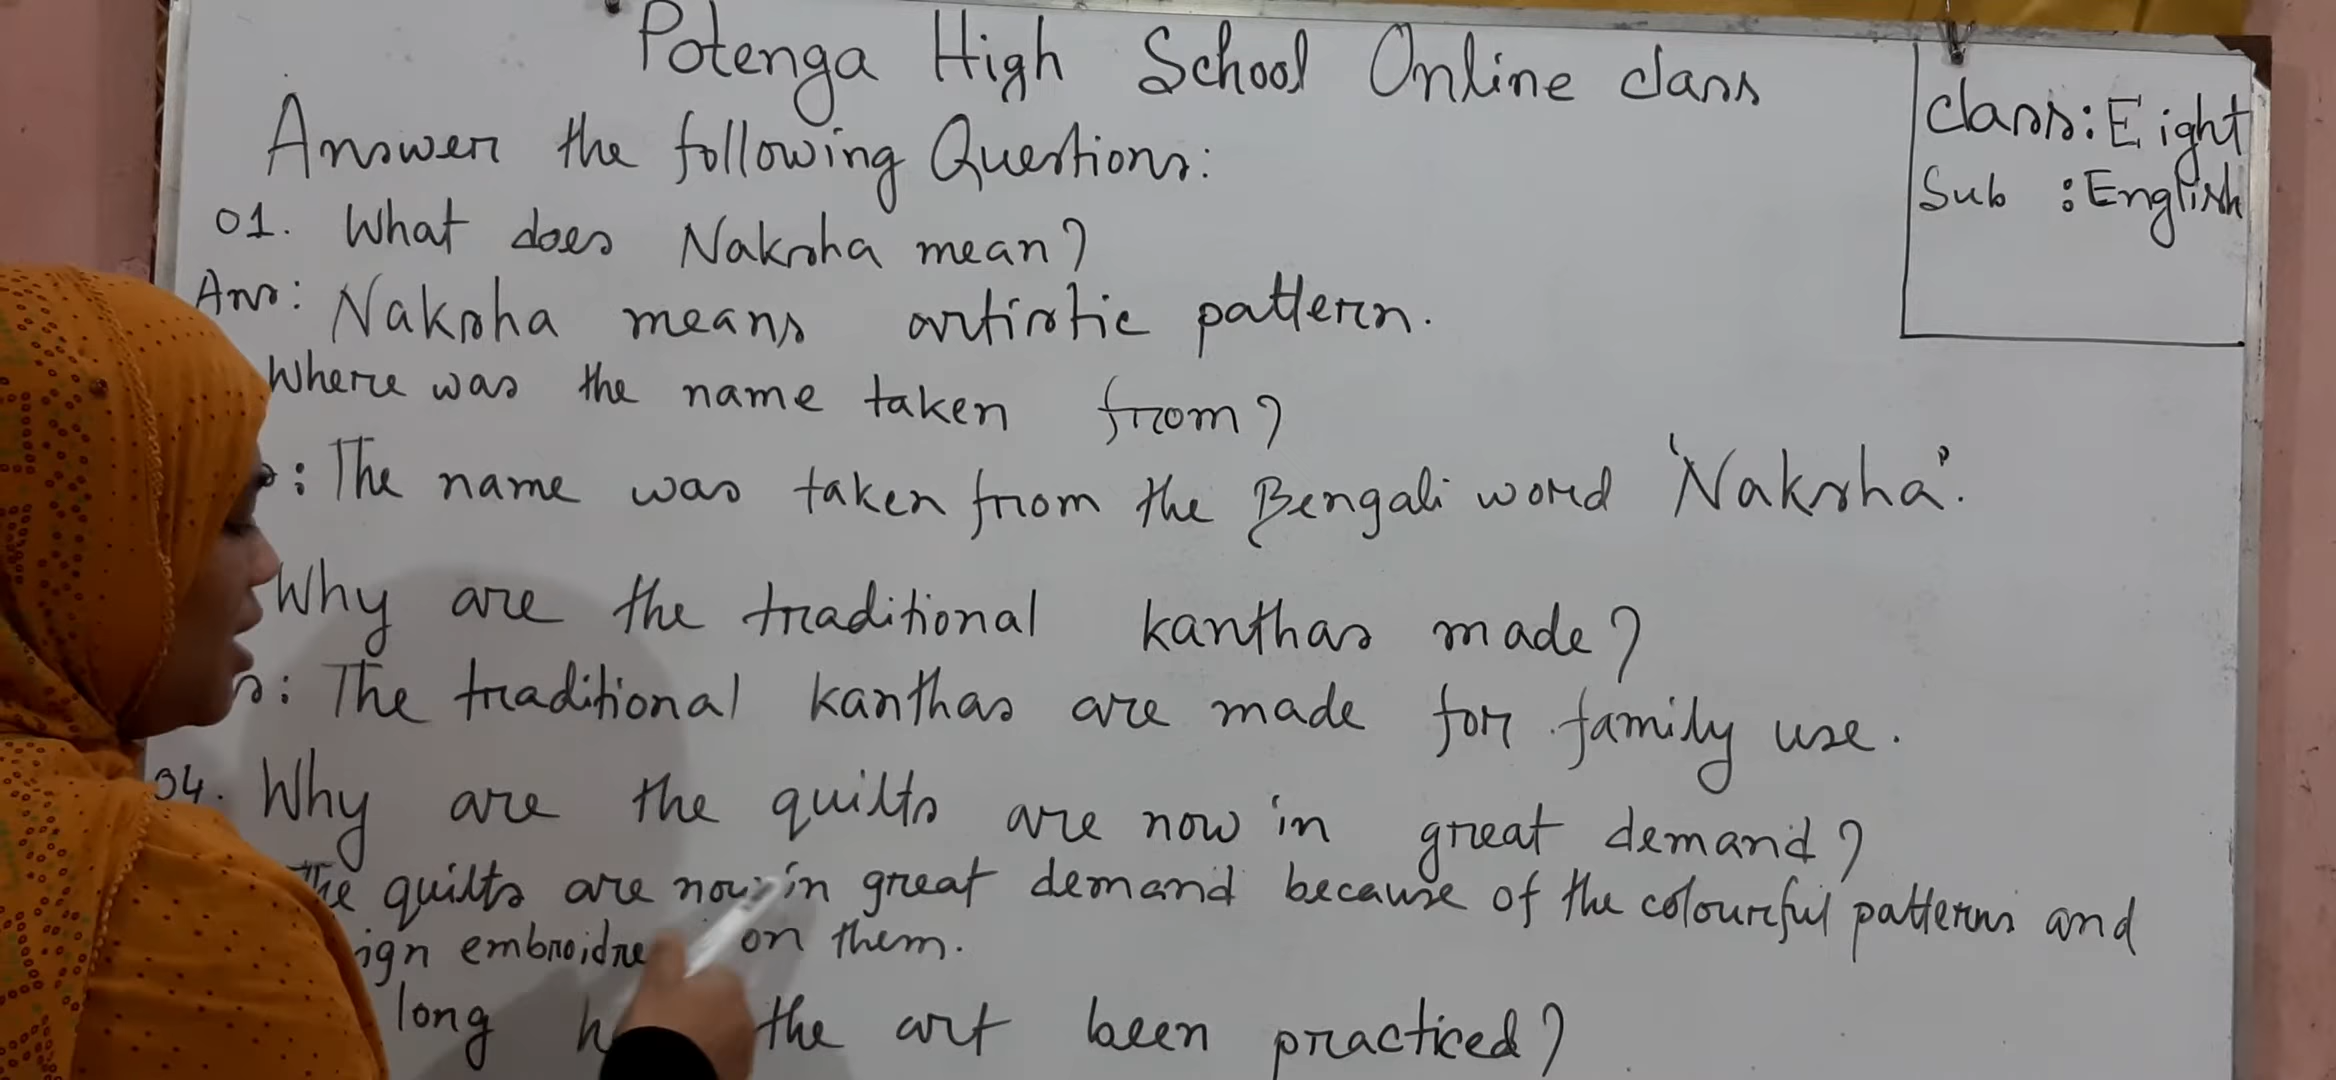 Potenga High School Online class
class: Eight
Sub : English
Answer the following Questions:
01. What does Naksha mean?
Ans: Naksha means artistic pattern.
Where was the name taken from?
s: The name was taken from the Bengali word 'Naksha'.
Why are the traditional kanthas made?
s: The traditional kanthas are made for family use.
04. Why are the quilts are now in great demand?
The quilts are now in great demand because of the colourful patterns and
ign embroidre on them.
long h the art been practiced?